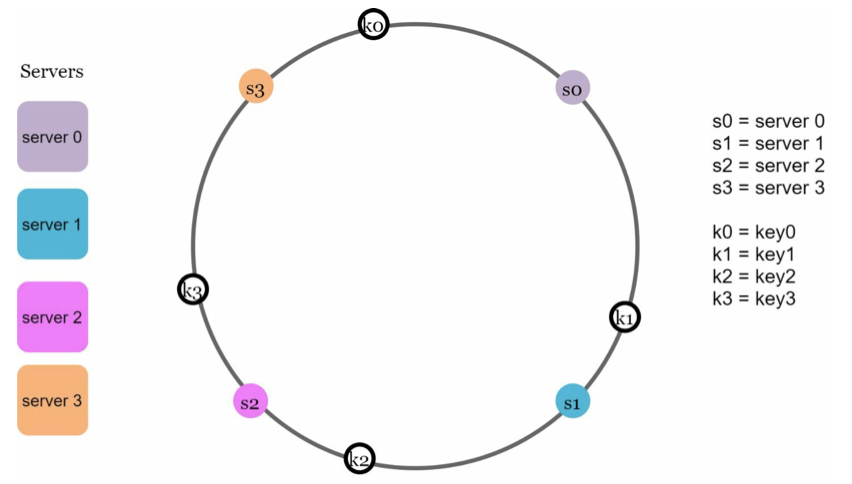 Servers
server 0
server 1
server 2
server 3
k0
s3
s0
k3
k1
s2
s1
k2
s0 = server 0
s1 = server 1
s2 = server 2
s3 = server 3
k0 = key0
k1 = key1
k2 = key2
k3 = key3